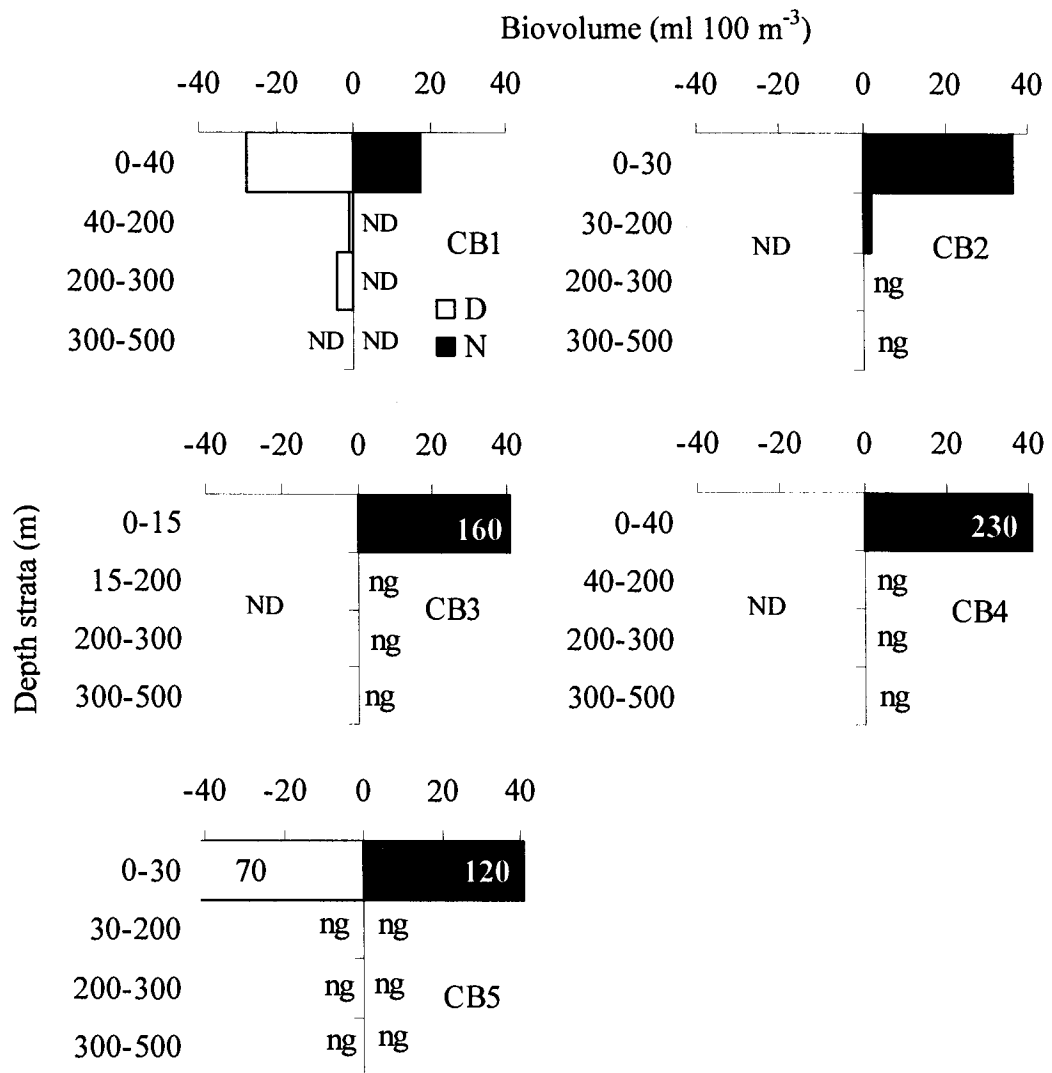 Biovolume (ml 100 m⁻³)
-40 -20 0 20 40
0-40
40-200 ND
CB1
200-300 ND
D
300-500 ND ND
N
-40 -20 0 20 40
0-30
30-200
ND CB2
200-300 ng
300-500 ng
Depth strata (m)
-40 -20 0 20 40
0-15 160
15-200 ng
ND CB3
200-300 ng
300-500 ng
-40 -20 0 20 40
0-40 230
40-200 ng
ND CB4
200-300 ng
300-500 ng
-40 -20 0 20 40
0-30 70 120
30-200 ng ng
200-300 ng ng
CB5
300-500 ng ng